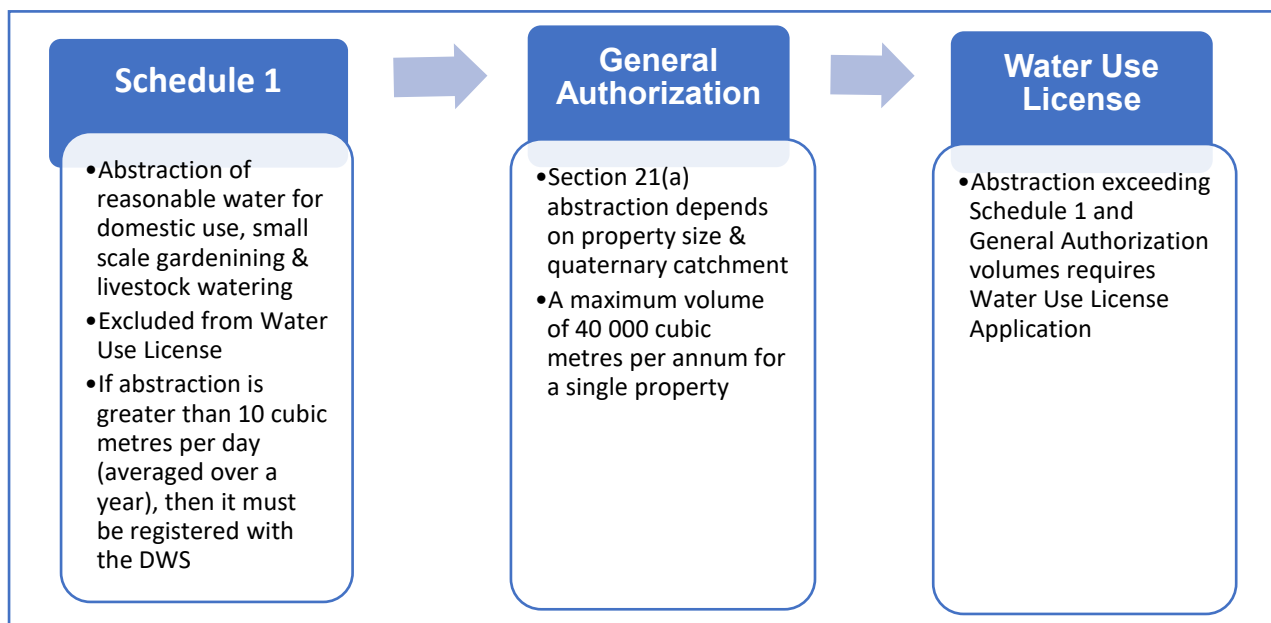 Schedule 1
•Abstraction of
reasonable water for
domestic use, small
scale gardenining &
livestock watering
•Excluded from Water
Use License
•If abstraction is
greater than 10 cubic
metres per day
(averaged over a
year), then it must
be registered with
the DWS
General
Authorization
•Section 21(a)
abstraction depends
on property size &
quaternary catchment
•A maximum volume
of 40 000 cubic
metres per annum for
a single property
Water Use
License
•Abstraction exceeding
Schedule 1 and
General Authorization
volumes requires
Water Use License
Application